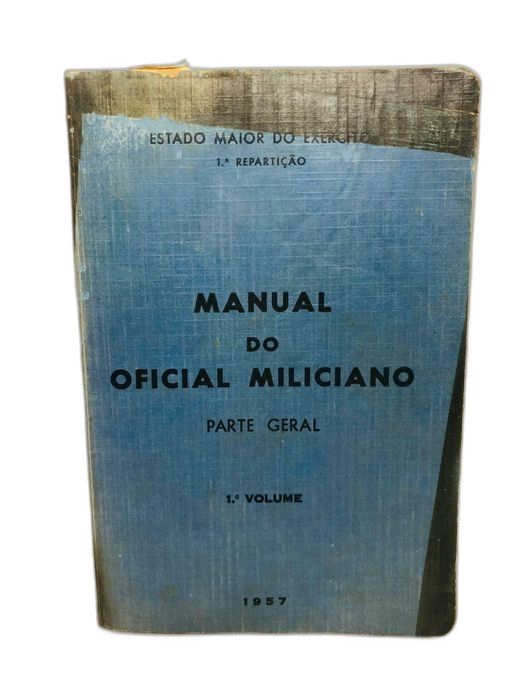 ESTADO MAIOR DO EXÉRCITO
1.ª REPARTIÇÃO
MANUAL
DO
OFICIAL MILICIANO
PARTE GERAL
1.º VOLUME
1957